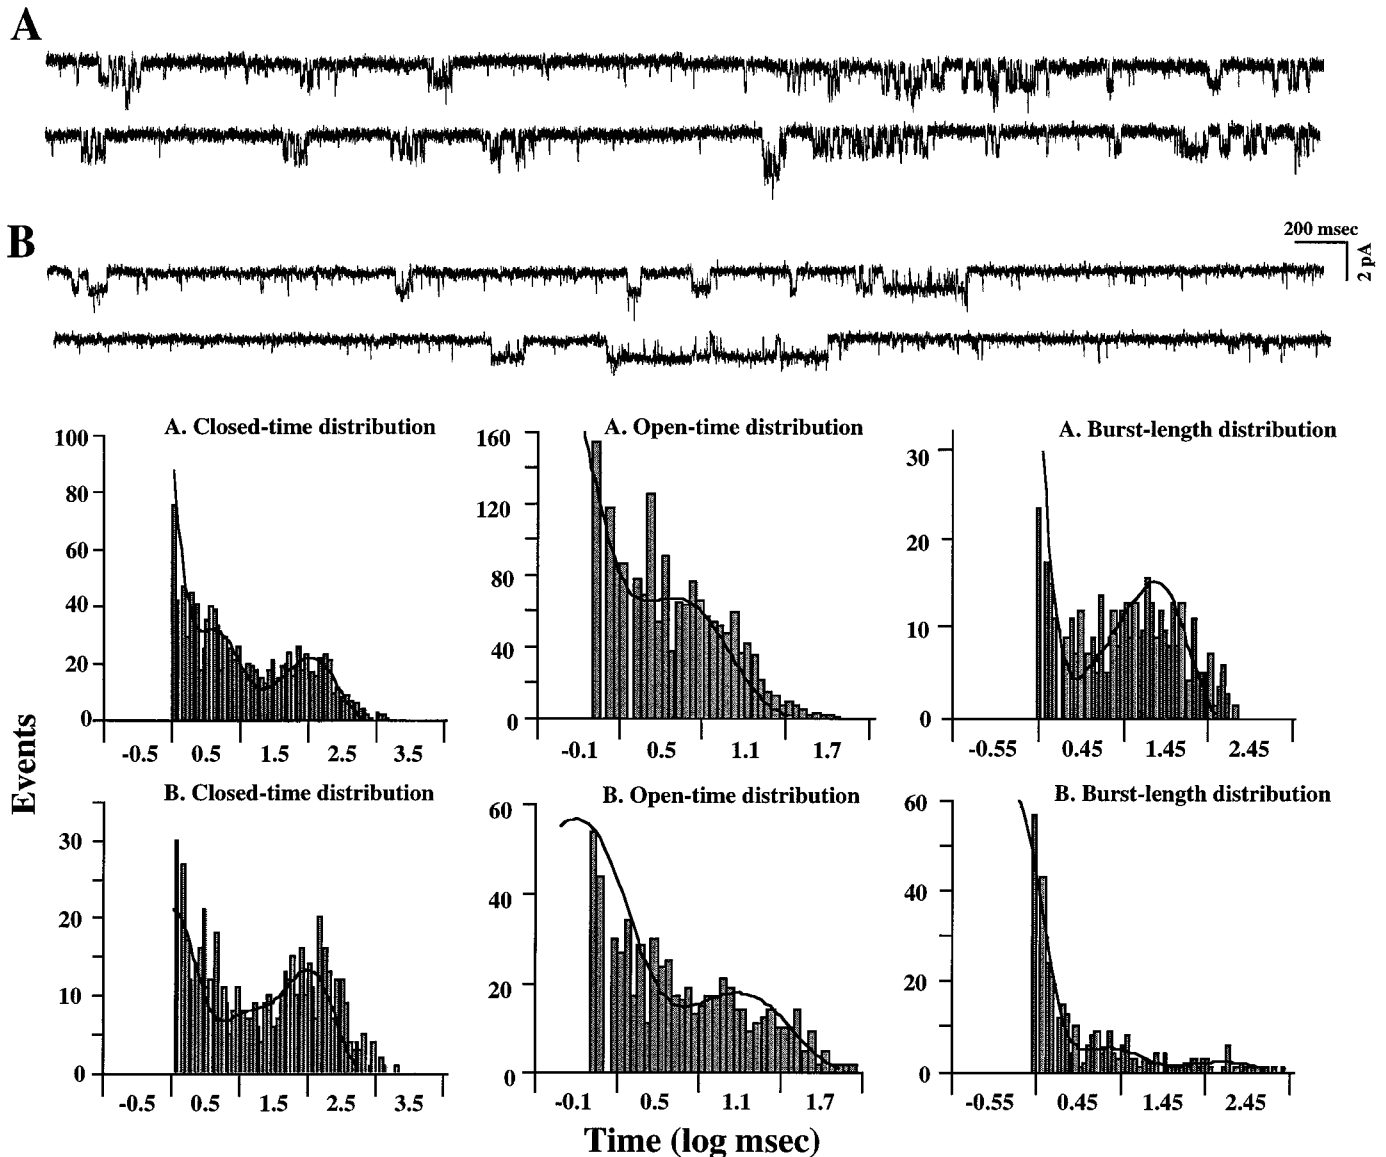 A
B
200 msec
2 pA
A. Closed-time distribution
100
80
60
40
20
0
-0.5 0.5 1.5 2.5 3.5
A. Open-time distribution
160
120
80
40
0
-0.1 0.5 1.1 1.7
A. Burst-length distribution
30
20
10
0
-0.55 0.45 1.45 2.45
Events
B. Closed-time distribution
30
20
10
0
-0.5 0.5 1.5 2.5 3.5
B. Open-time distribution
60
40
20
0
-0.1 0.5 1.1 1.7
B. Burst-length distribution
60
40
20
0
-0.55 0.45 1.45 2.45
Time (log msec)